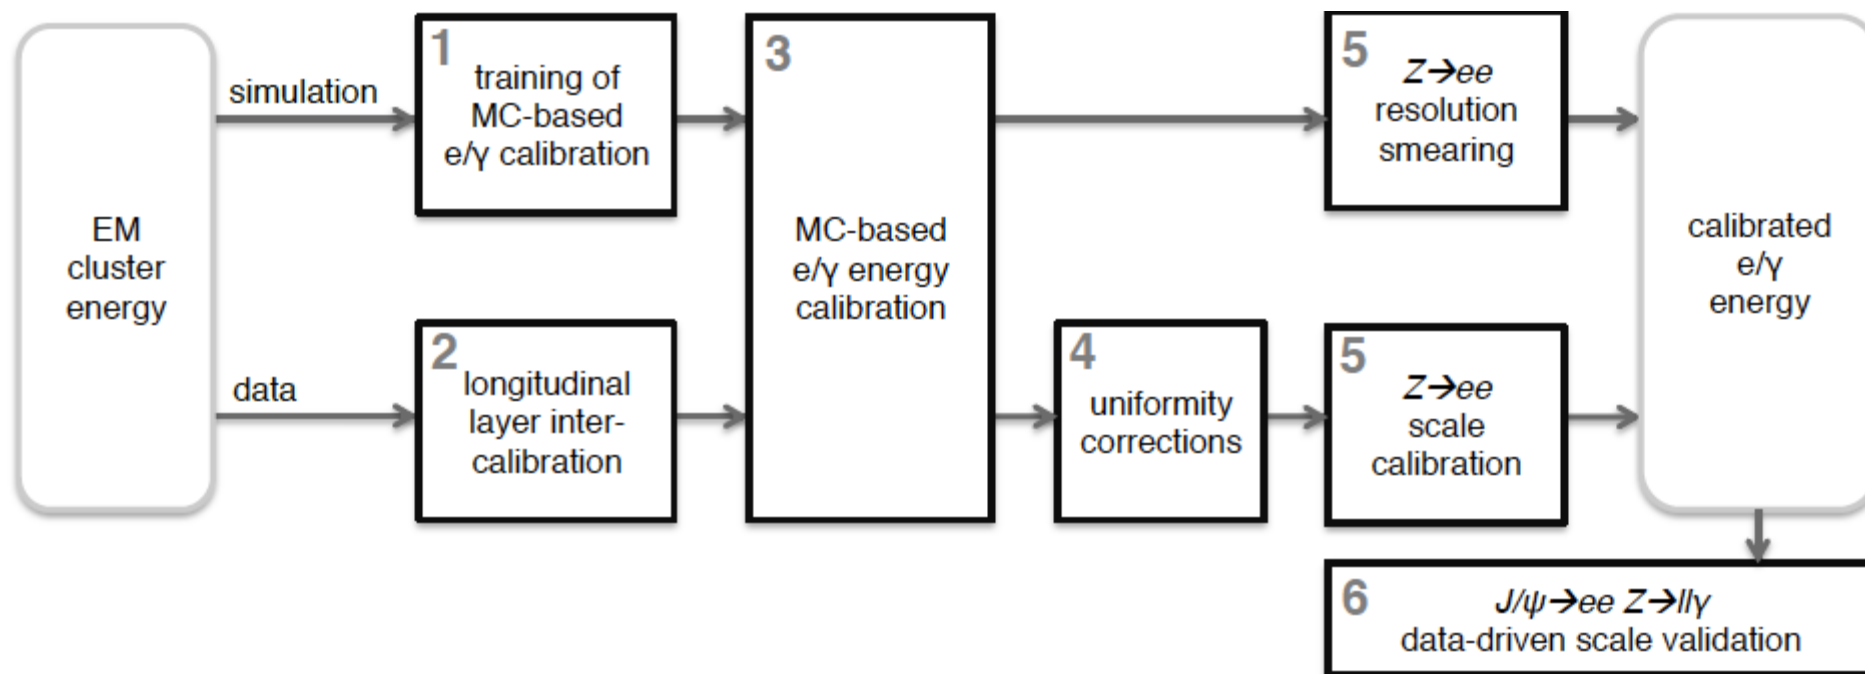 EM
cluster
energy
simulation
data
1
training of
MC-based
e/γ calibration
2
longitudinal
layer inter-
calibration
3
MC-based
e/γ energy
calibration
4
uniformity
corrections
5
Z→ee
resolution
smearing
5
Z→ee
scale
calibration
calibrated
e/γ
energy
6
J/ψ→ee Z→llγ
data-driven scale validation